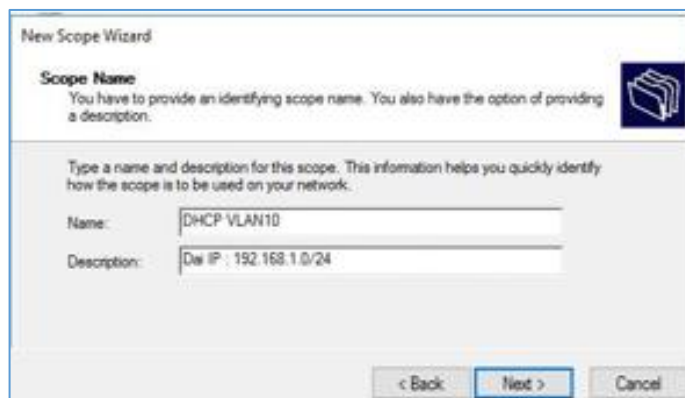 New Scope Wizard
Scope Name
You have to provide an identifying scope name. You also have the option of providing
a description.
Type a name and description for this scope. This information helps you quickly identify
how the scope is to be used on your network.
Name: DHCP VLAN10
Description: Dai IP : 192.168.1.0/24
< Back Next > Cancel